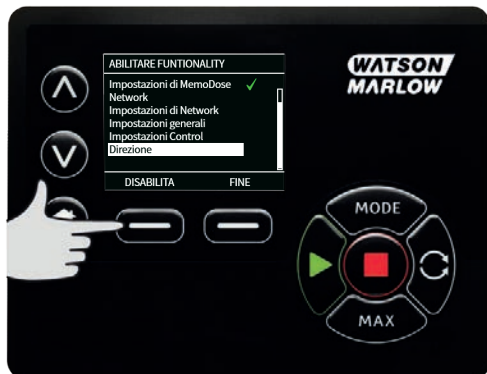 ABILITARE FUNTIONALITY
Impostazioni di MemoDose
Network
Impostazioni di Network
Impostazioni generali
Impostazioni Control
Direzione
DISABILITA FINE
WATSON
MARLOW
MODE
MAX